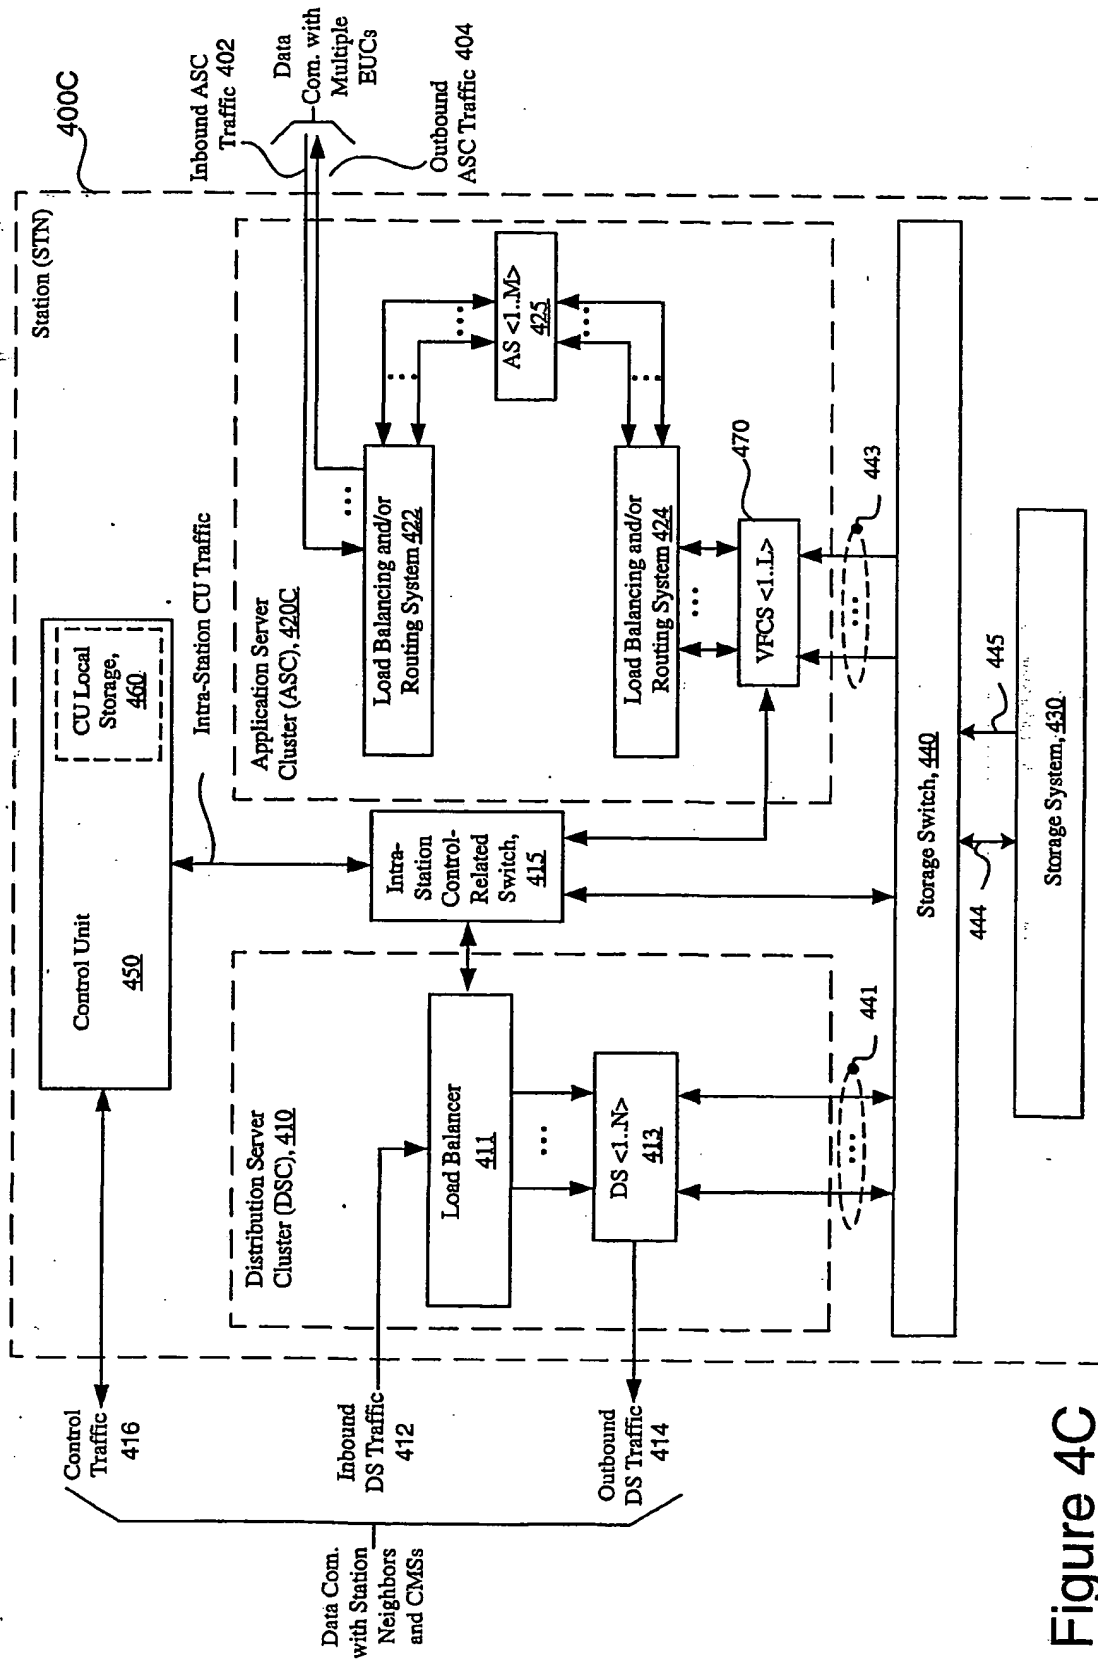 400C
Station (STN)
Inbound ASC
Traffic 402
Data
Com. with
Multiple
EUCs
Outbound
ASC Traffic 404
Control
Traffic
416
Control Unit
450
CU Local
Storage,
460
Intra-Station CU Traffic
Data Com.
with Station
Neighbors
and CMSs
Inbound
DS Traffic
412
Outbound
DS Traffic
414
Distribution Server
Cluster (DSC), 410
Load Balancer
411
...
DS <1..N>
413
Intra-
Station
Control-
Related
Switch,
415
Application Server
Cluster (ASC), 420C
Load Balancing and/or
Routing System 422
...
...
...
AS <1..M>
425
...
...
Load Balancing and/or
Routing System 424
...
470
VFCS <1..L>
...
441
...
443
Storage Switch, 440
444
445
Storage System, 430
Figure 4C